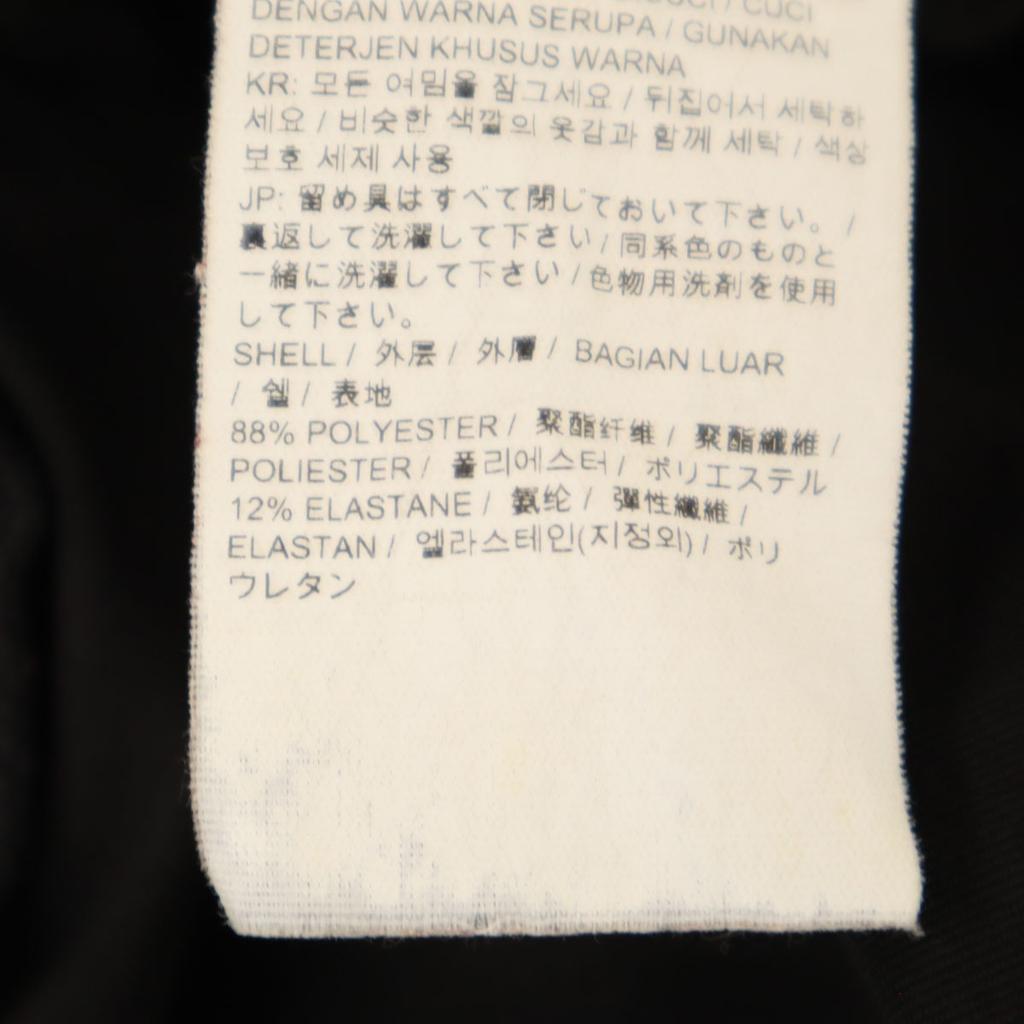 CUCI
DENGAN WARNA SERUPA / GUNAKAN
DETERJEN KHUSUS WARNA
KR: 모든 여밈을 잠그세요 / 뒤집어서 세탁하
세요 / 비슷한 색깔의 옷감과 함께 세탁 / 색상
보호 세제 사용
JP: 留め具はすべて閉じておいて下さい。 /
裏返して洗濯して下さい / 同系色のものと
一緒に洗濯して下さい / 色物用洗剤を使用
して下さい。
SHELL / 外层 / 外層 / BAGIAN LUAR
/ 쉘 / 表地
88% POLYESTER / 聚酯纤维 / 聚酯纖維 /
POLIESTER / 폴리에스터 / ポリエステル
12% ELASTANE / 氨纶 / 彈性纖維 /
ELASTAN / 엘라스테인(지정외) / ポリ
ウレタン